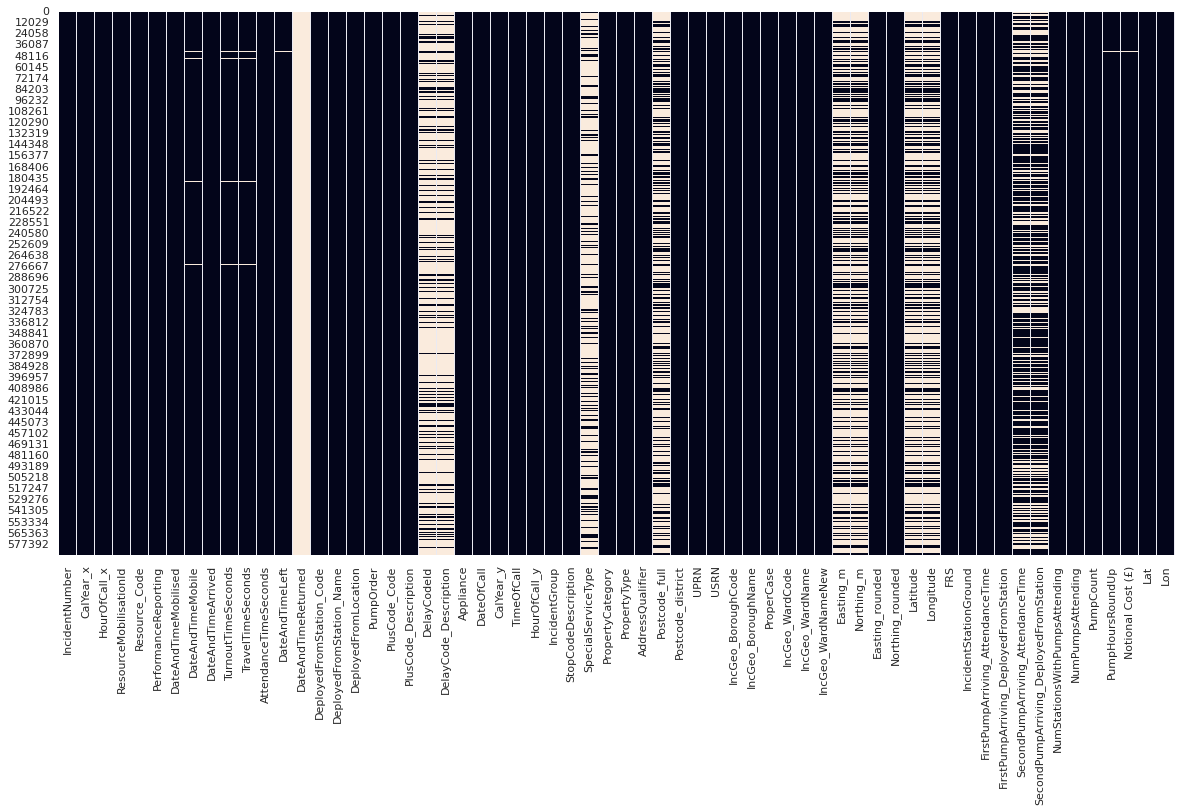 0
12029
24058
36087
48116
60145
72174
84203
96232
108261
120290
132319
144348
156377
168406
180435
192464
204493
216522
228551
240580
252609
264638
276667
288696
300725
312754
324783
336812
348841
360870
372899
384928
396957
408986
421015
433044
445073
457102
469131
481160
493189
505218
517247
529276
541305
553334
565363
577392
IncidentNumber
CalYear_x
HourOfCall_x
ResourceMobilisationId
Resource_Code
PerformanceReporting
DateAndTimeMobilised
DateAndTimeMobile
DateAndTimeArrived
TurnoutTimeSeconds
TravelTimeSeconds
AttendanceTimeSeconds
DateAndTimeLeft
DateAndTimeReturned
DeployedFromStation_Code
DeployedFromStation_Name
DeployedFromLocation
PumpOrder
PlusCode_Code
PlusCode_Description
DelayCodeId
DelayCode_Description
Appliance
DateOfCall
CalYear_y
TimeOfCall
HourOfCall_y
IncidentGroup
StopCodeDescription
SpecialServiceType
PropertyCategory
PropertyType
AddressQualifier
Postcode_full
Postcode_district
UPRN
USRN
IncGeo_BoroughCode
IncGeo_BoroughName
ProperCase
IncGeo_WardCode
IncGeo_WardName
IncGeo_WardNameNew
Easting_m
Northing_m
Easting_rounded
Northing_rounded
Latitude
Longitude
FRS
IncidentStationGround
FirstPumpArriving_AttendanceTime
FirstPumpArriving_DeployedFromStation
SecondPumpArriving_AttendanceTime
SecondPumpArriving_DeployedFromStation
NumStationsWithPumpsAttending
NumPumpsAttending
PumpCount
PumpHoursRoundUp
Notional Cost (£)
Lat
Lon